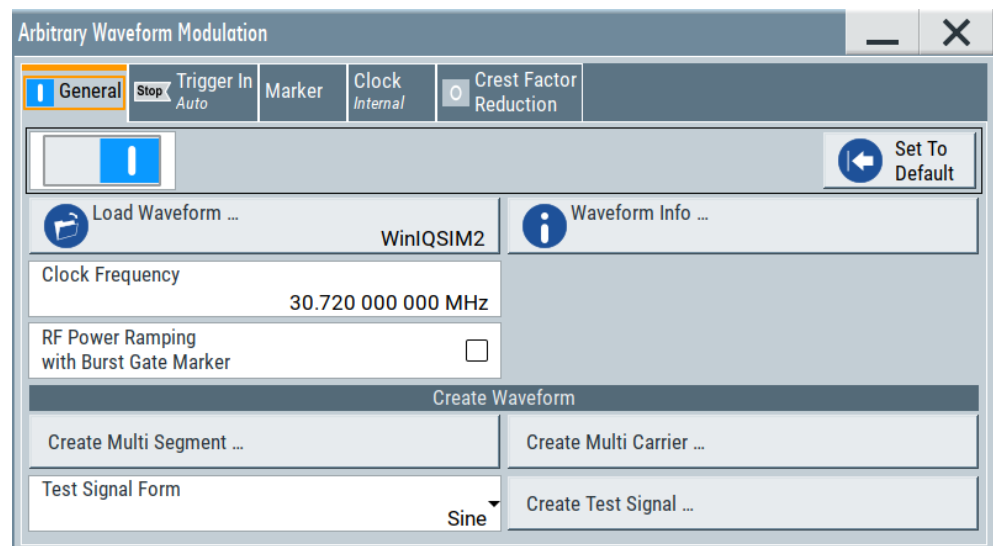 Arbitrary Waveform Modulation
General
Stop
Trigger In
Auto
Marker
Clock
Internal
O
Crest Factor
Reduction
Set To
Default
Load Waveform ...
WinIQSIM2
Waveform Info ...
Clock Frequency
30.720 000 000 MHz
RF Power Ramping
with Burst Gate Marker
Create Waveform
Create Multi Segment ...
Create Multi Carrier ...
Test Signal Form
Sine
Create Test Signal ...